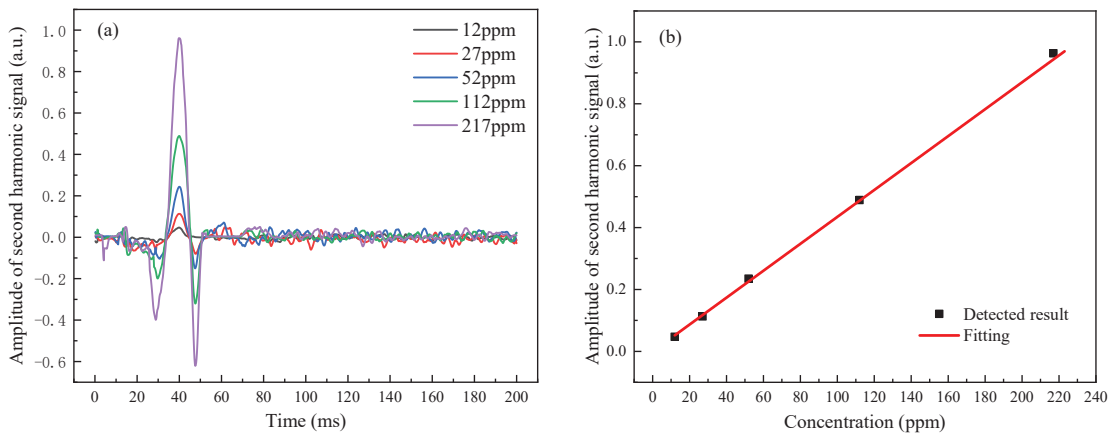 (a)
12ppm
27ppm
52ppm
112ppm
217ppm
Amplitude of second harmonic signal (a.u.)
1.0
0.8
0.6
0.4
0.2
0.0
−0.2
−0.4
−0.6
0 20 40 60 80 100 120 140 160 180 200
Time (ms)
(b)
Amplitude of second harmonic signal (a.u.)
1.0
0.8
0.6
0.4
0.2
0.0
Detected result
Fitting
0 20 40 60 80 100 120 140 160 180 200 220 240
Concentration (ppm)